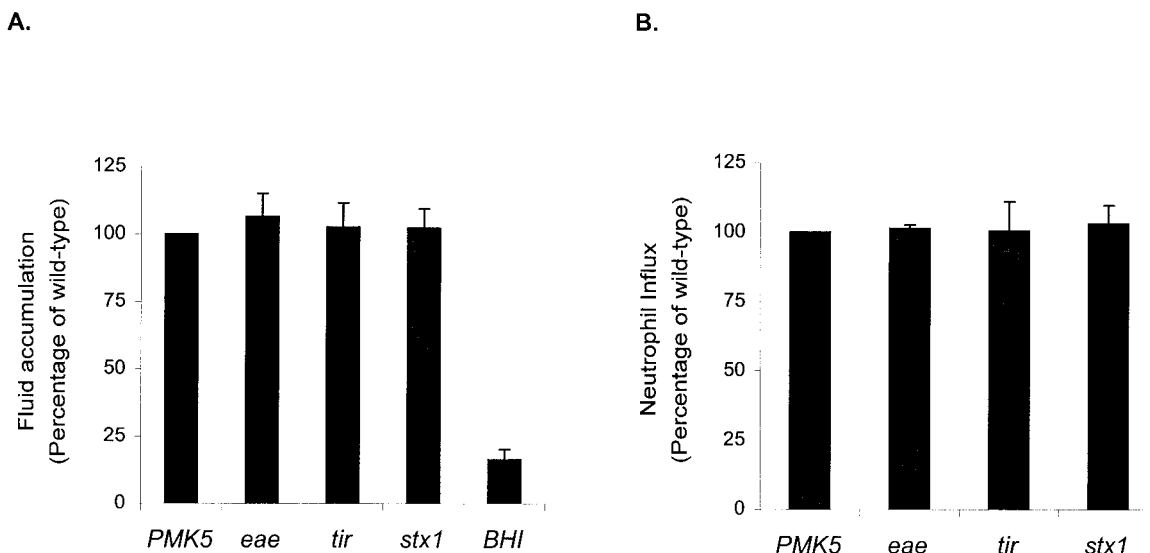 A.
Fluid accumulation
(Percentage of wild-type)
125
100
75
50
25
0
PMK5 eae tir stx1 BHI
B.
Neutrophil Influx
(Percentage of wild-type)
125
100
75
50
25
0
PMK5 eae tir stx1